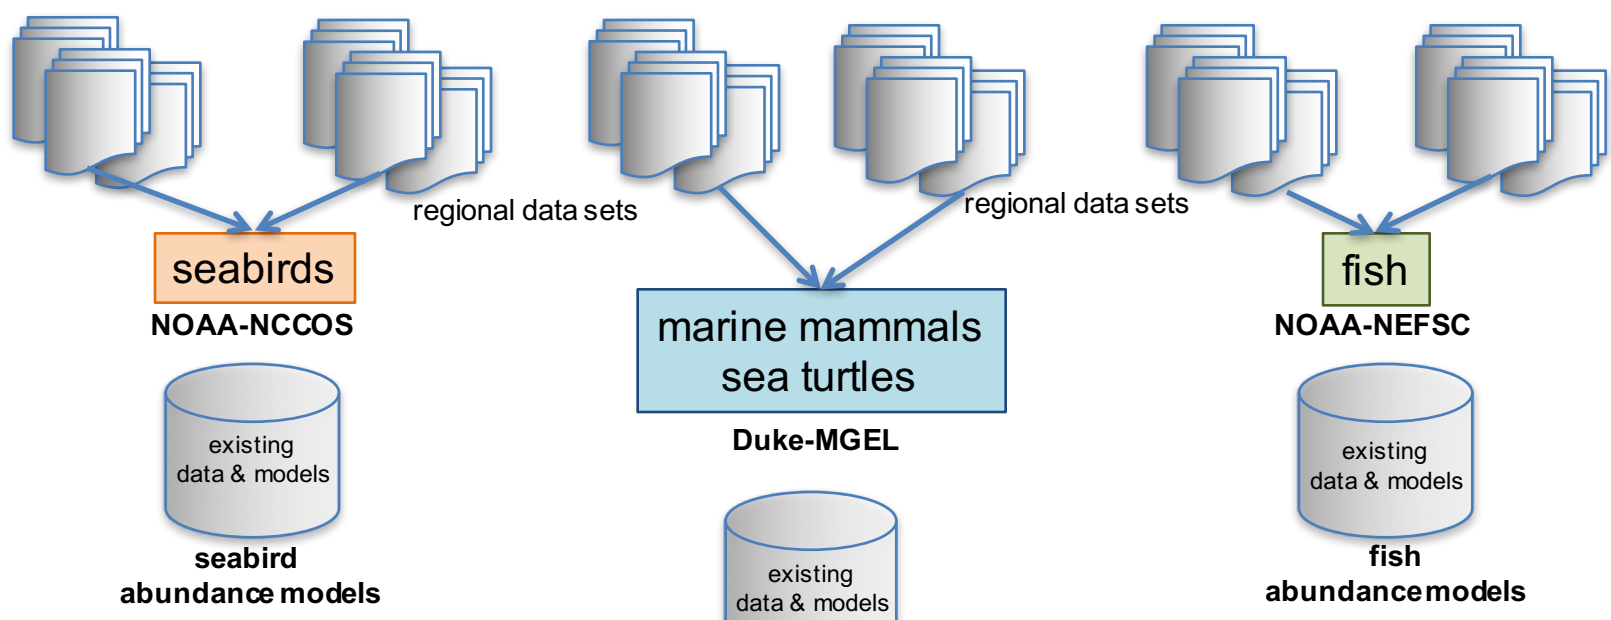 regional data sets
regional data sets
seabirds
NOAA-NCCOS
existing
data & models
seabird
abundance models
marine mammals
sea turtles
Duke-MGEL
existing
data & models
fish
NOAA-NEFSC
existing
data & models
fish
abundance models